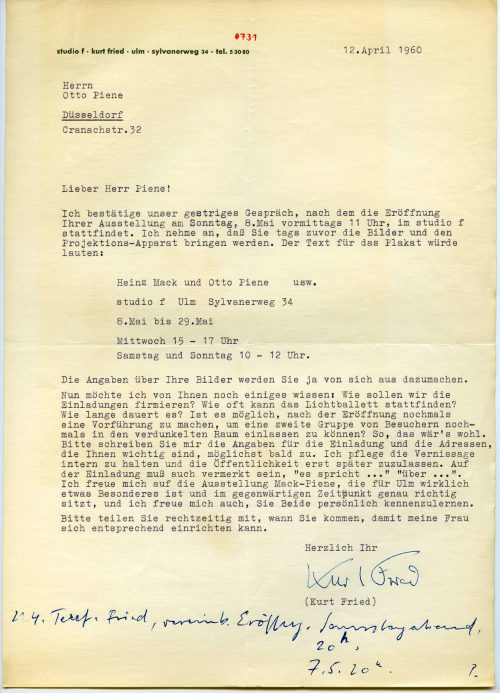 #731
studio f · kurt fried · ulm · sylvanerweg 34 · tel. 53080
12.April 1960
Herrn
Otto Piene
Düsseldorf
Cranachstr.32
Lieber Herr Piene!
Ich bestätige unser gestriges Gespräch, nach dem die Eröffnung
Ihrer Ausstellung am Sonntag, 8.Mai vormittags 11 Uhr, im studio f
stattfindet. Ich nehme an, daß Sie tags zuvor die Bilder und den
Projektions-Apparat bringen werden. Der Text für das Plakat würde
lauten:
Heinz Mack und Otto Piene usw.
studio f Ulm Sylvanerweg 34
8.Mai bis 29.Mai
Mittwoch 15 - 17 Uhr
Samstag und Sonntag 10 - 12 Uhr.
Die Angaben über Ihre Bilder werden Sie ja von sich aus dazumachen.
Nun möchte ich von Ihnen noch einiges wissen: Wie sollen wir die
Einladungen firmieren? Wie oft kann das Lichtballett stattfinden?
Wie lange dauert es? Ist es möglich, nach der Eröffnung nochmals
eine Vorführung zu machen, um eine zweite Gruppe von Besuchern noch-
mals in den verdunkelten Raum einlassen zu können? So, das wär's wohl.
Bitte schreiben Sie mir die Angaben für die Einladung und die Adressen,
die Ihnen wichtig sind, möglichst bald zu. Ich pflege die Vernissage
intern zu halten und die Öffentlichkeit erst später zuzulassen. Auf
der Einladung muß auch vermerkt sein, "es spricht ..." "über ...".
Ich freue mich auf die Ausstellung Mack-Piene, die für Ulm wirklich
etwas Besonderes ist und im gegenwärtigen Zeitpunkt genau richtig
sitzt, und ich freue mich auch, Sie Beide persönlich kennenzulernen.
Bitte teilen Sie rechtzeitig mit, wann Sie kommen, damit meine Frau
sich entsprechend einrichten kann.
Herzlich Ihr
Kurt Fried
(Kurt Fried)
21.4. Telef. Fried, vereinb. Eröffng. Samstagabend,
20h.
7.5. 20h.
P.